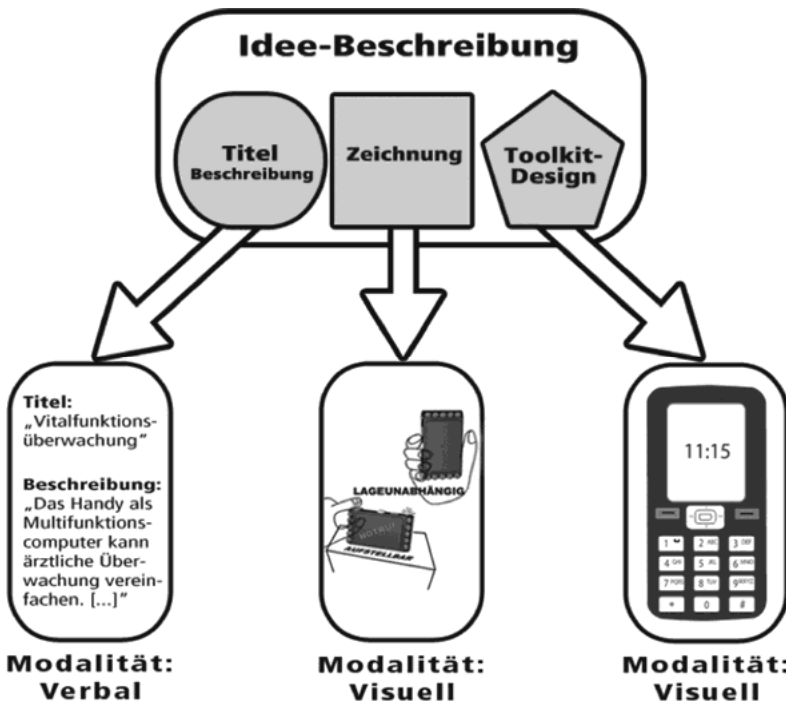 Idee-Beschreibung
Titel
Beschreibung
Zeichnung
Toolkit-
Design
Titel:
„Vitalfunktions-
überwachung”
Beschreibung:
„Das Handy als
Multifunktions-
computer kann
ärztliche Über-
wachung verein-
fachen. [...]”
LAGEUNABHÄNGIG
NOTRUF
AUFSTELLBAR
11:15
1
2 ABC
3 DEF
4 GHI
5 JKL
6 MNO
7 PQRS
8 TUV
9 WXYZ
*
0
#
Modalität:
Verbal
Modalität:
Visuell
Modalität:
Visuell